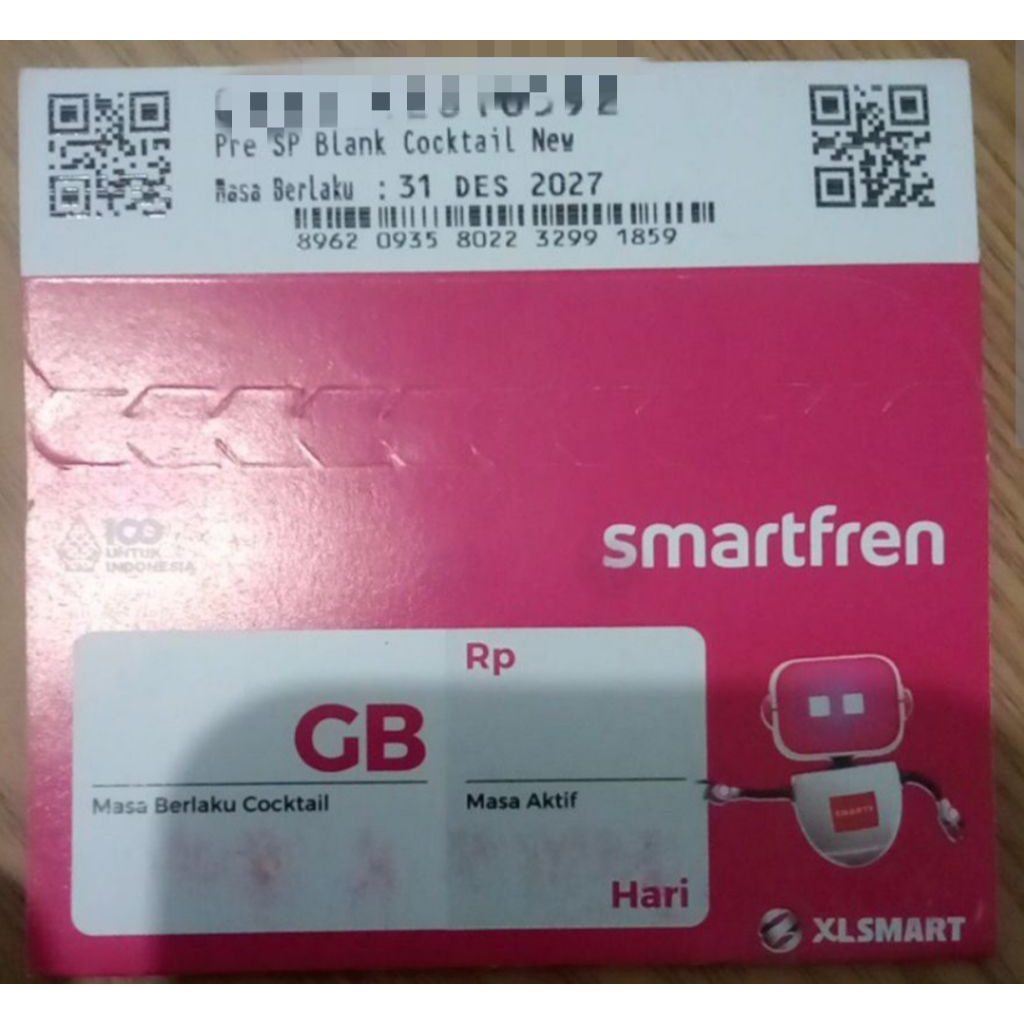 Pre SP Blank Cocktail New
Masa Berlaku : 31 DES 2027
8962 0935 8022 3299 1859
100
UNTUK
INDONESIA
smartfren
Rp
GB
Masa Berlaku Cocktail
Masa Aktif
Hari
XLSMART